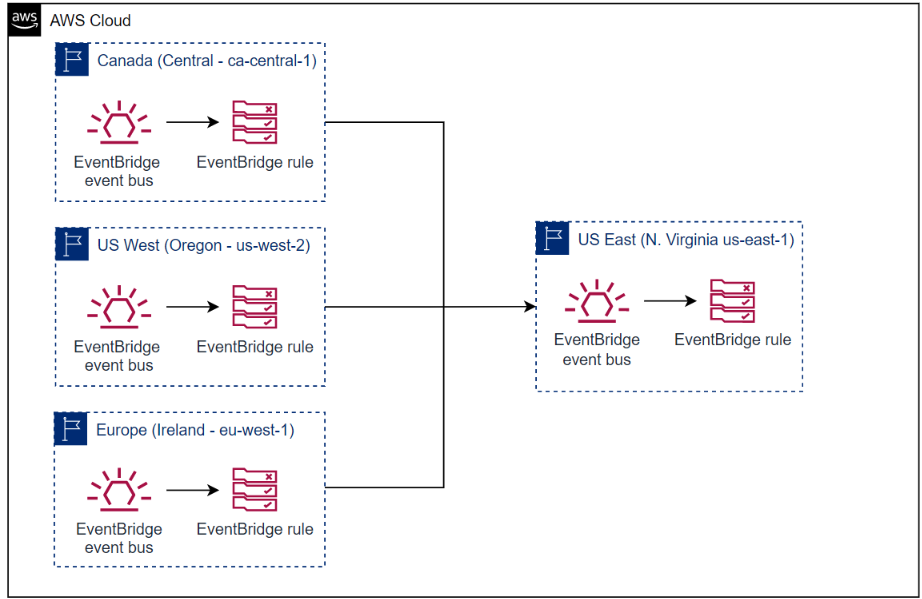 aws
AWS Cloud
Canada (Central - ca-central-1)
EventBridge
event bus
EventBridge rule
US West (Oregon - us-west-2)
EventBridge
event bus
EventBridge rule
Europe (Ireland - eu-west-1)
EventBridge
event bus
EventBridge rule
US East (N. Virginia us-east-1)
EventBridge
event bus
EventBridge rule